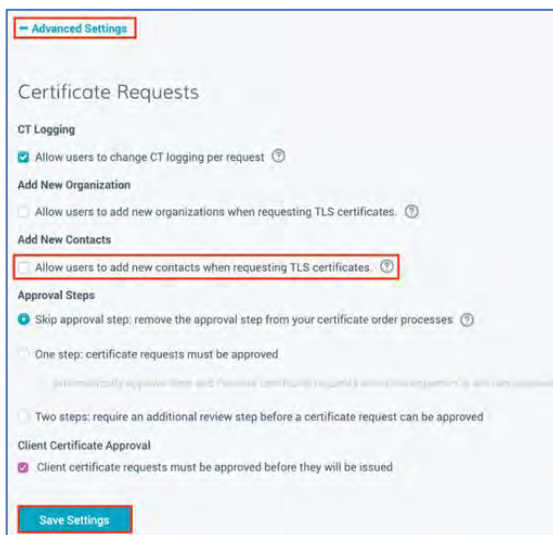 Advanced Settings
Certificate Requests
CT Logging
Allow users to change CT logging per request ?
Add New Organization
Allow users to add new organizations when requesting TLS certificates. ?
Add New Contacts
Allow users to add new contacts when requesting TLS certificates. ?
Approval Steps
Skip approval step: remove the approval step from your certificate order processes ?
One step: certificate requests must be approved
Two steps: require an additional review step before a certificate request can be approved
Client Certificate Approval
Client certificate requests must be approved before they will be issued
Save Settings